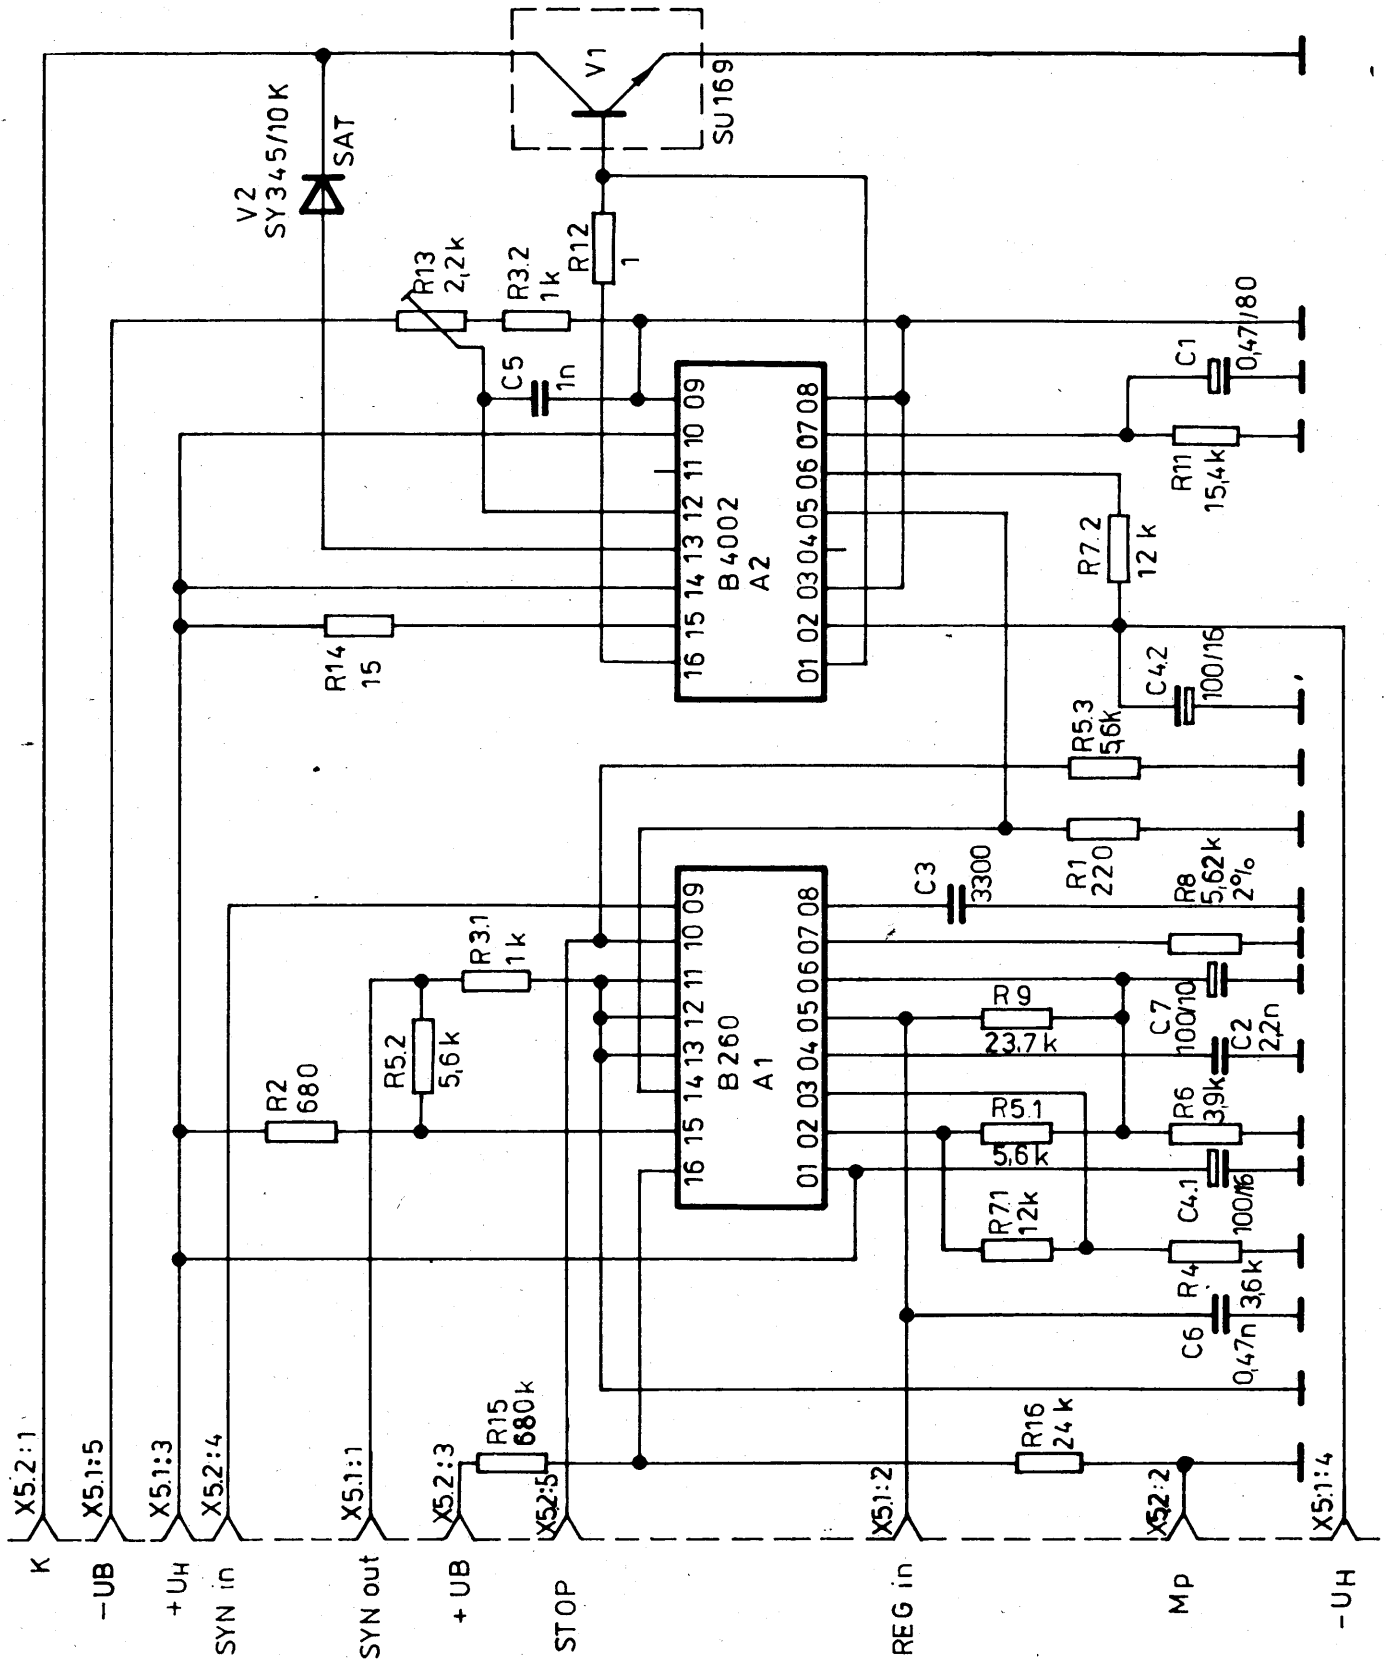 K
X5.2:1
-UB
X5.1:5
+UH
X5.1:3
SYN in
X5.2:4
SYN out
X5.1:1
+UB
X5.2:3
STOP
X5.2:5
REG in
X5.1:2
Mp
X5.2:2
-UH
X5.1:4
R15
680k
R16
24k
R2
680
R5.2
5,6k
R3.1
1k
16 15 14 13 12 11 10 09
B260
A1
01 02 03 04 05 06 07 08
C6
0,47n
R4
3,6k
R7.1
12k
R5.1
5,6k
R9
23,7k
C4.1
100/16
R6
3,9k
C2
2,2n
C7
100/10
R8
5,62k
2%
C3
3300
R1
220
R5.3
5,6k
C4.2
100/16
R7.2
12k
R11
15,4k
C1
0,47/80
R14
15
16 15 14 13 12 11 10 09
B4002
A2
01 02 03 04 05 06 07 08
C5
1n
R13
2,2k
R3.2
1k
R12
1
V2
SY345/10K
SAT
V1
SU169